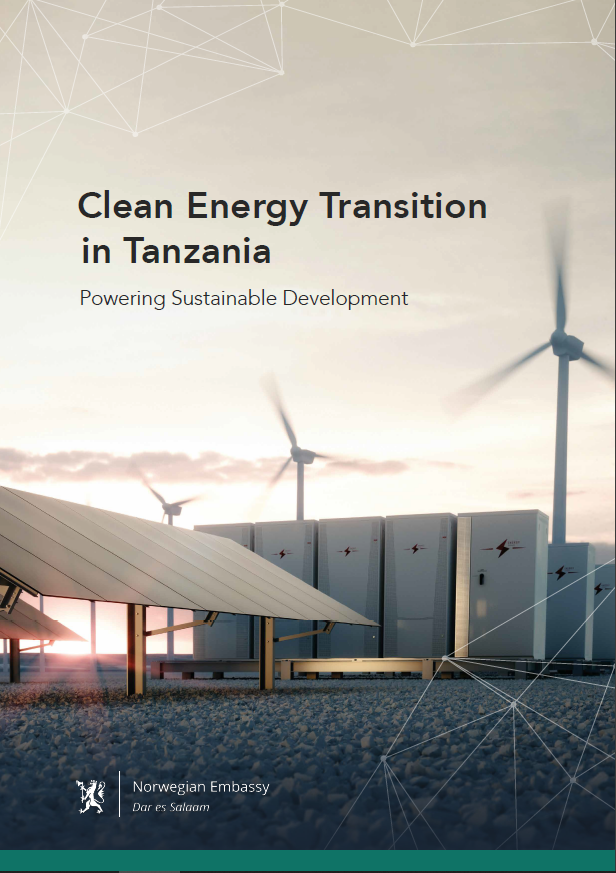 Clean Energy Transition
in Tanzania
Powering Sustainable Development
Norwegian Embassy
Dar es Salaam